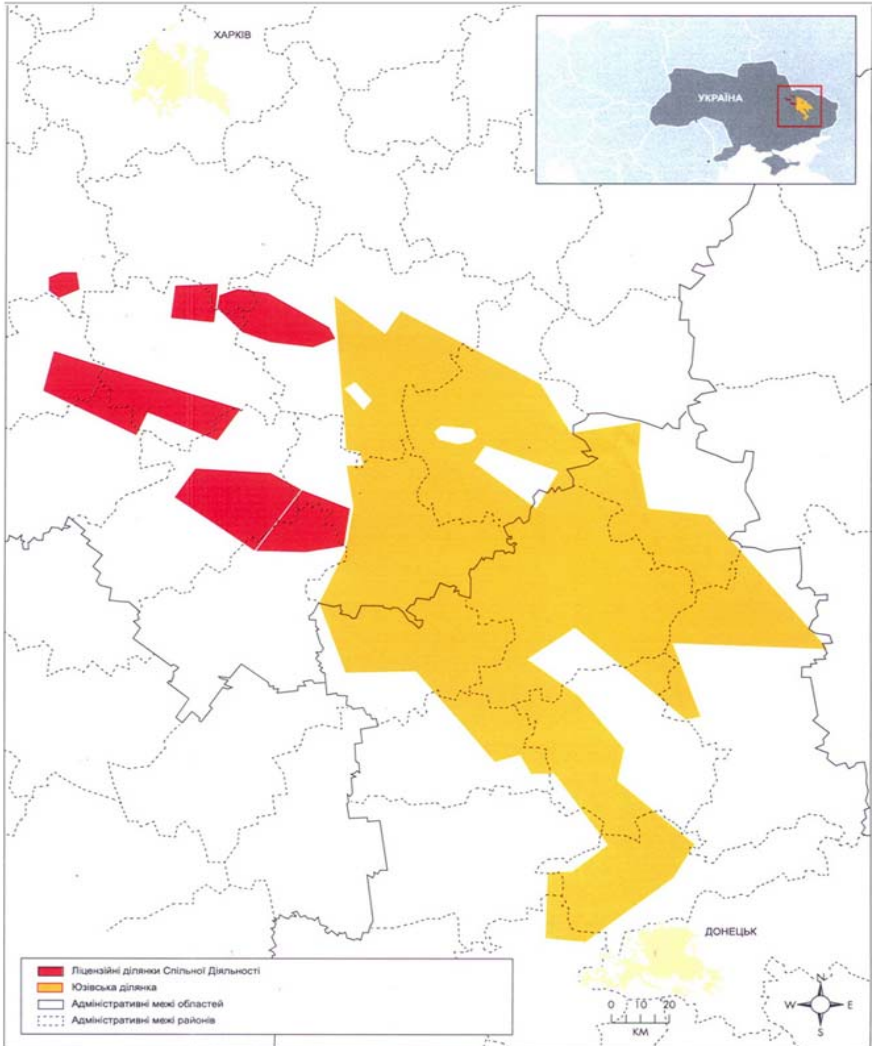 ХАРКІВ
УКРАЇНА
ДОНЕЦЬК
Ліцензійні ділянки Спільної Діяльності
Юзівська ділянка
Адміністративні межі областей
Адміністративні межі районів
0 10 20
КМ
N
W E
S